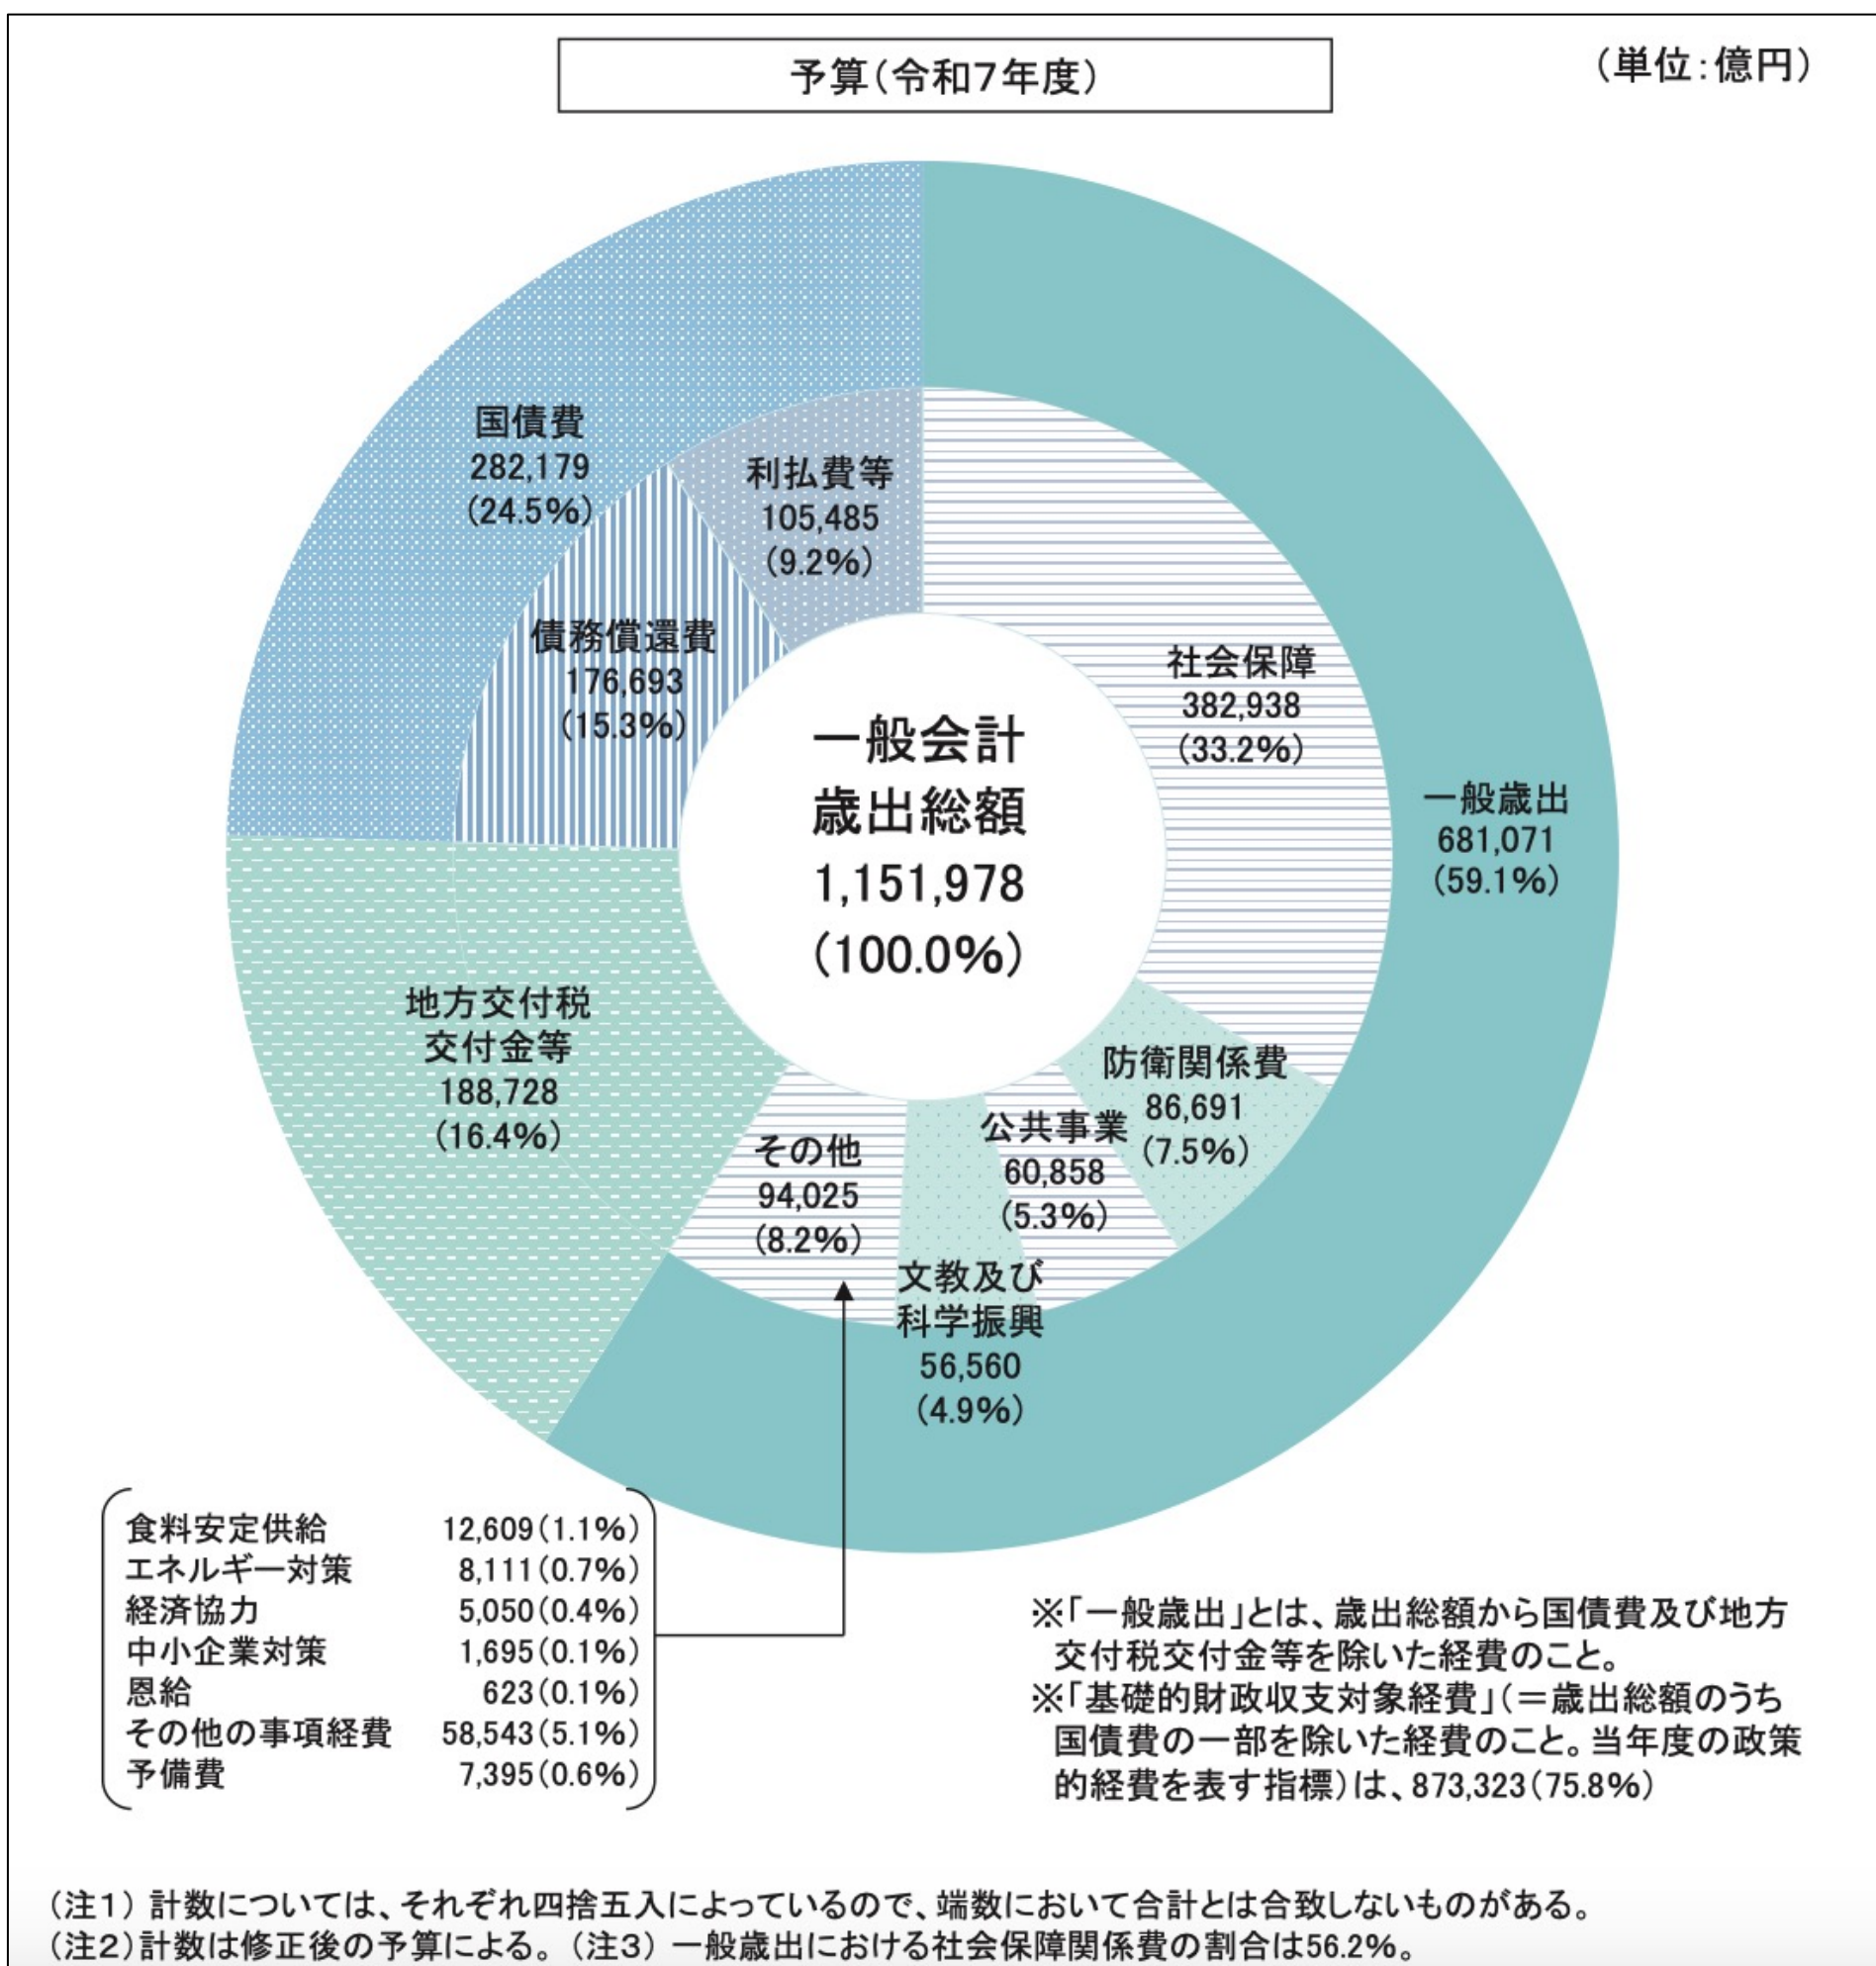 予算(令和7年度)
(単位:億円)
国債費
282,179
(24.5%)
利払費等
105,485
(9.2%)
債務償還費
176,693
(15.3%)
社会保障
382,938
(33.2%)
一般会計
歳出総額
1,151,978
(100.0%)
一般歳出
681,071
(59.1%)
地方交付税
交付金等
188,728
(16.4%)
防衛関係費
86,691
(7.5%)
公共事業
60,858
(5.3%)
その他
94,025
(8.2%)
文教及び
科学振興
56,560
(4.9%)
食料安定供給 12,609(1.1%)
エネルギー対策 8,111(0.7%)
経済協力 5,050(0.4%)
中小企業対策 1,695(0.1%)
恩給 623(0.1%)
その他の事項経費 58,543(5.1%)
予備費 7,395(0.6%)
※「一般歳出」とは、歳出総額から国債費及び地方
交付税交付金等を除いた経費のこと。
※「基礎的財政収支対象経費」(=歳出総額のうち
国債費の一部を除いた経費のこと。当年度の政策
的経費を表す指標)は、873,323(75.8%)
(注1) 計数については、それぞれ四捨五入によっているので、端数において合計とは合致しないものがある。
(注2)計数は修正後の予算による。(注3) 一般歳出における社会保障関係費の割合は56.2%。